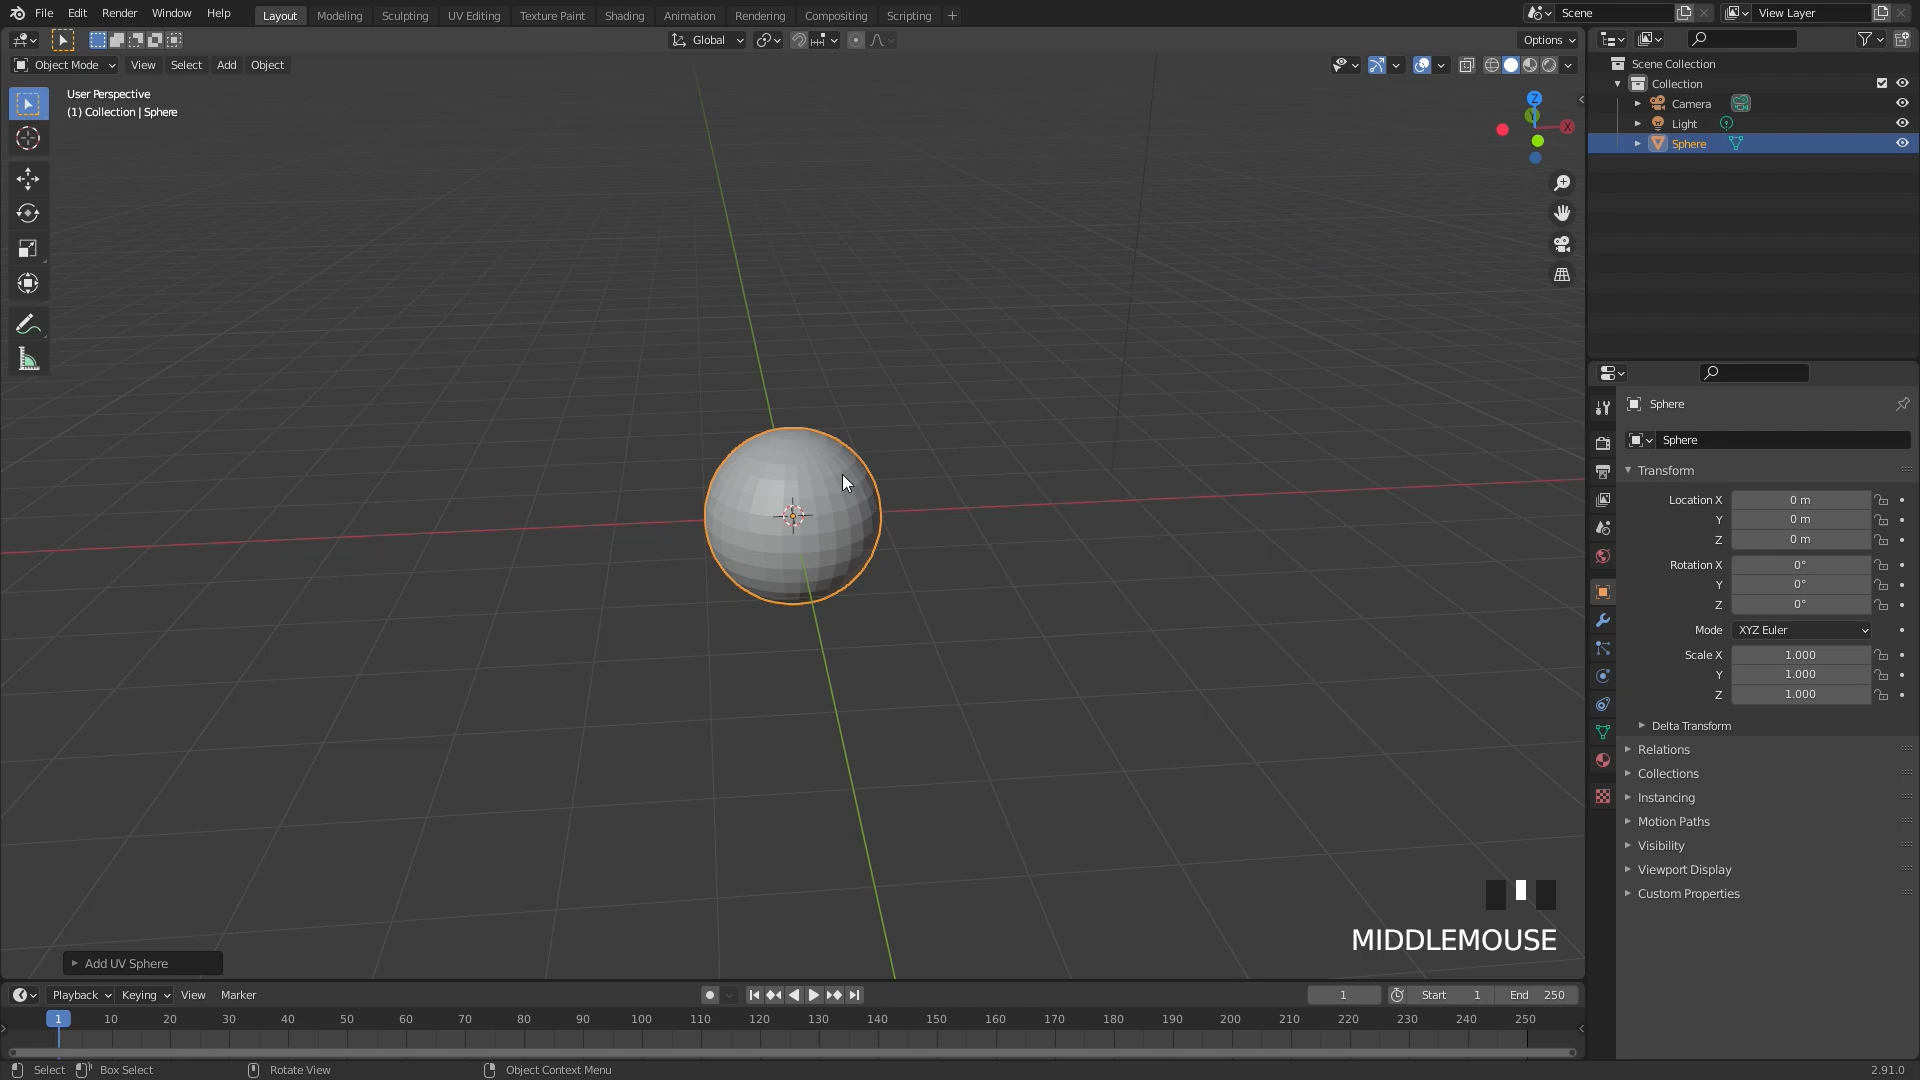 File Edit Render Window Help Layout Modeling Sculpting UV Editing Texture Paint Shading Animation Rendering Compositing Scripting + Scene View Layer
Global Options
Object Mode View Select Add Object
User Perspective
(1) Collection | Sphere
Z
Y
X
Scene Collection
Collection
Camera
Light
Sphere
Sphere
Sphere
Transform
Location X 0 m
Y 0 m
Z 0 m
Rotation X 0°
Y 0°
Z 0°
Mode XYZ Euler
Scale X 1.000
Y 1.000
Z 1.000
Delta Transform
Relations
Collections
Instancing
Motion Paths
Visibility
Viewport Display
Custom Properties
MIDDLEMOUSE
Add UV Sphere
Playback Keying View Marker 1 Start 1 End 250
1 10 20 30 40 50 60 70 80 90 100 110 120 130 140 150 160 170 180 190 200 210 220 230 240 250
Select Box Select Rotate View Object Context Menu 2.91.0